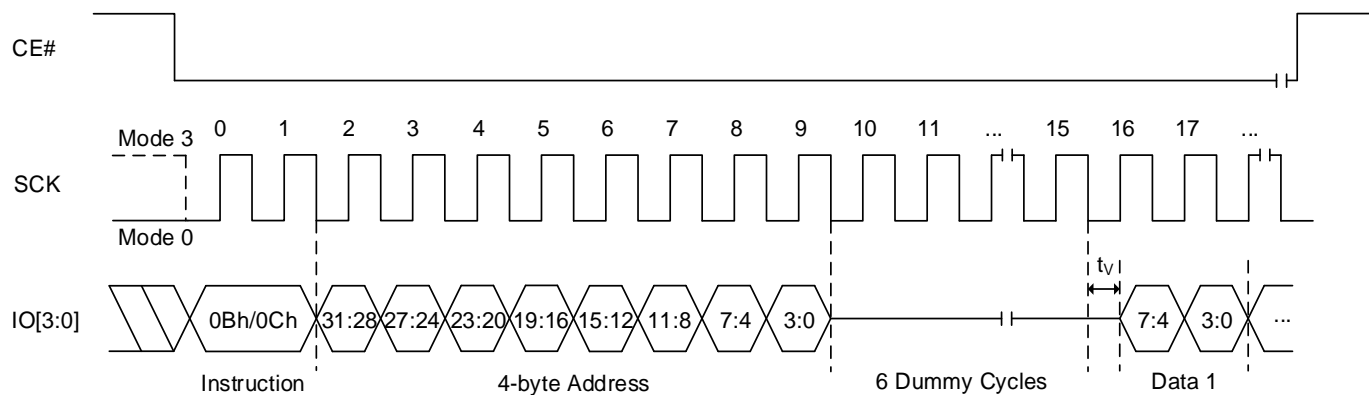 CE#
Mode 3
0 1 2 3 4 5 6 7 8 9 10 11 ... 15 16 17 ...
SCK
Mode 0
tV
IO[3:0] 0Bh/0Ch 31:28 27:24 23:20 19:16 15:12 11:8 7:4 3:0 7:4 3:0 ...
Instruction 4-byte Address 6 Dummy Cycles Data 1